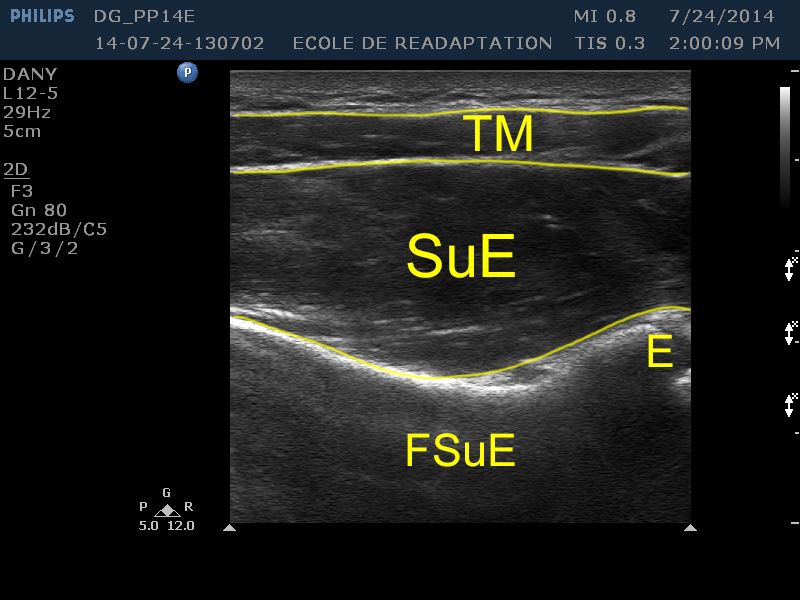 PHILIPS DG_PP14E MI 0.8 7/24/2014
14-07-24-130702 ECOLE DE READAPTATION TIS 0.3 2:00:09 PM
DANY
L12-5
29Hz
5cm
P
2D
F3
Gn 80
232dB/C5
G/3/2
TM
SuE
E
FSuE
G
P R
5.0 12.0